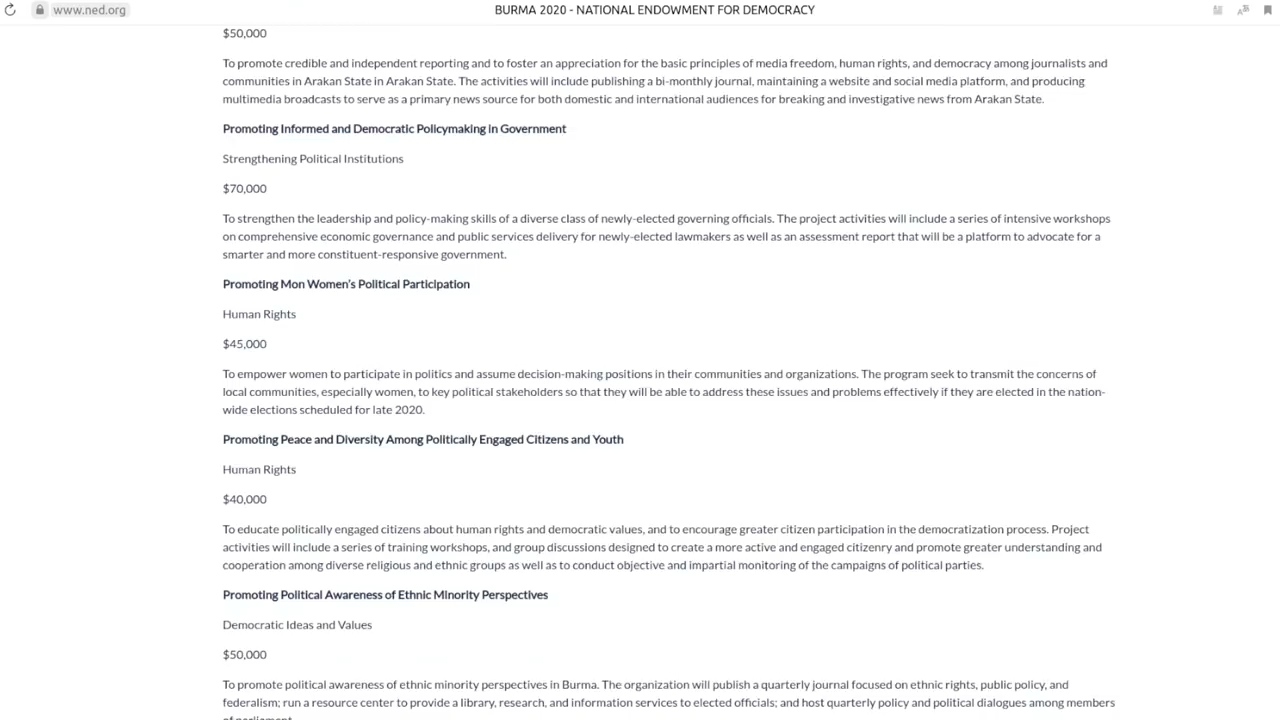 www.ned.org
BURMA 2020 - NATIONAL ENDOWMENT FOR DEMOCRACY
$50,000
To promote credible and independent reporting and to foster an appreciation for the basic principles of media freedom, human rights, and democracy among journalists and
communities in Arakan State in Arakan State. The activities will include publishing a bi-monthly journal, maintaining a website and social media platform, and producing
multimedia broadcasts to serve as a primary news source for both domestic and international audiences for breaking and investigative news from Arakan State.
Promoting Informed and Democratic Policymaking in Government
Strengthening Political Institutions
$70,000
To strengthen the leadership and policy-making skills of a diverse class of newly-elected governing officials. The project activities will include a series of intensive workshops
on comprehensive economic governance and public services delivery for newly-elected lawmakers as well as an assessment report that will be a platform to advocate for a
smarter and more constituent-responsive government.
Promoting Mon Women's Political Participation
Human Rights
$45,000
To empower women to participate in politics and assume decision-making positions in their communities and organizations. The program seek to transmit the concerns of
local communities, especially women, to key political stakeholders so that they will be able to address these issues and problems effectively if they are elected in the nation-
wide elections scheduled for late 2020.
Promoting Peace and Diversity Among Politically Engaged Citizens and Youth
Human Rights
$40,000
To educate politically engaged citizens about human rights and democratic values, and to encourage greater citizen participation in the democratization process. Project
activities will include a series of training workshops, and group discussions designed to create a more active and engaged citizenry and promote greater understanding and
cooperation among diverse religious and ethnic groups as well as to conduct objective and impartial monitoring of the campaigns of political parties.
Promoting Political Awareness of Ethnic Minority Perspectives
Democratic Ideas and Values
$50,000
To promote political awareness of ethnic minority perspectives in Burma. The organization will publish a quarterly journal focused on ethnic rights, public policy, and
federalism; run a resource center to provide a library, research, and information services to elected officials; and host quarterly policy and political dialogues among members
of parliament.